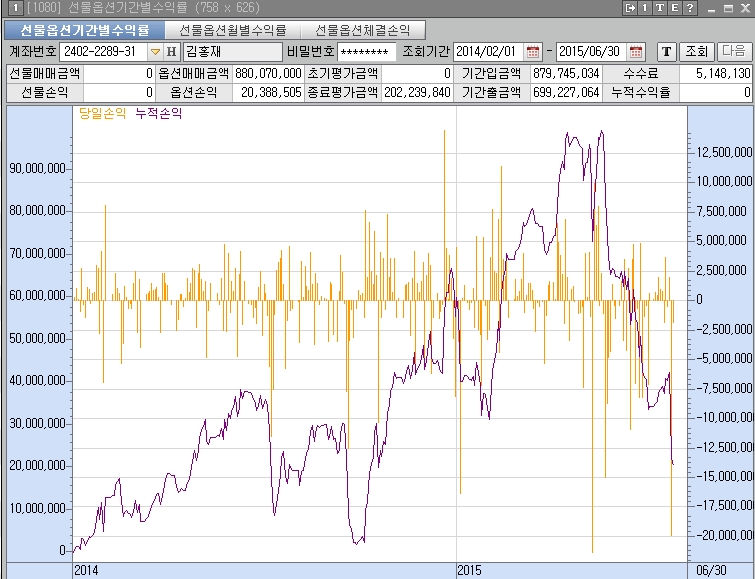 1 [1080] 선물옵션기간별수익률 (758 x 626) 1 T E ?
선물옵션기간별수익률 선물옵션월별수익률 선물옵션체결손익
계좌번호 2402-2289-31 H 김홍재 비밀번호 ******** 조회기간 2014/02/01 - 2015/06/30 T 조회 다음
선물매매금액 0 옵션매매금액 880,070,000 초기평가금액 0 기간입금액 879,745,034 수수료 5,148,130
선물손익 0 옵션손익 20,388,505 종료평가금액 202,239,840 기간출금액 699,227,064 누적수익률 0
당일손익 누적손익
12,500,000
90,000,000
10,000,000
80,000,000 7,500,000
70,000,000 5,000,000
2,500,000
60,000,000 0
50,000,000 -2,500,000
-5,000,000
40,000,000 -7,500,000
30,000,000 -10,000,000
-12,500,000
20,000,000 -15,000,000
10,000,000 -17,500,000
-20,000,000
0
2014 2015 06/30